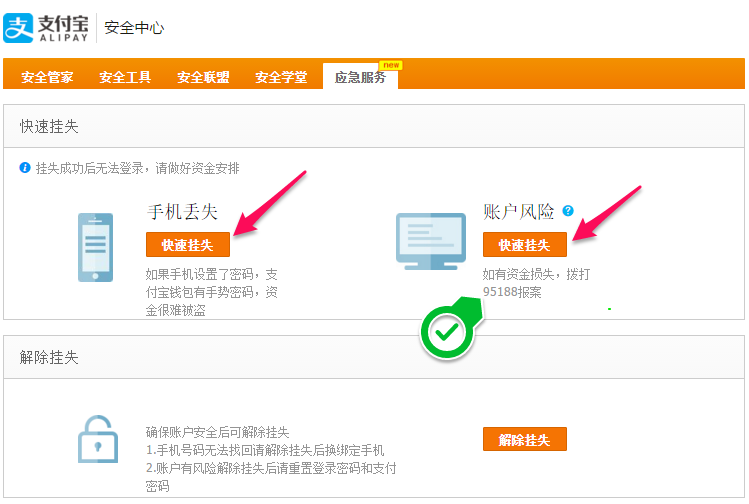 支付宝 安全中心
ALIPAY
安全管家 安全工具 安全联盟 安全学堂 应急服务 new
快速挂失
挂失成功后无法登录，请做好资金安排
手机丢失
快速挂失
如果手机设置了密码，支
付宝钱包有手势密码，资
金很难被盗
账户风险 ?
快速挂失
如有资金损失，拨打
95188报案
解除挂失
确保账户安全后可解除挂失
1.手机号码无法找回请解除挂失后换绑定手机
2.账户有风险解除挂失后请重置登录密码和支付
密码
解除挂失